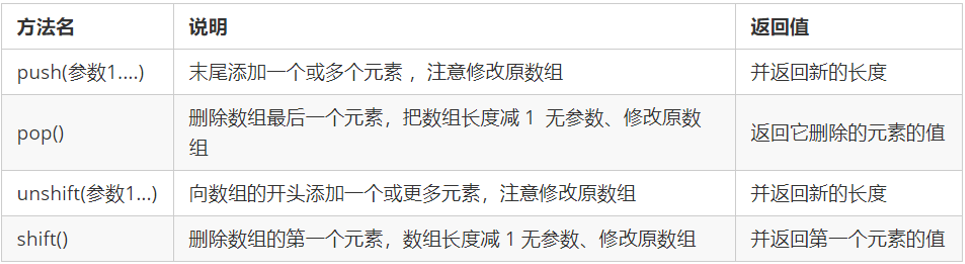 方法名 说明 返回值
push(参数1....) 末尾添加一个或多个元素 ，注意修改原数组 并返回新的长度
pop() 删除数组最后一个元素，把数组长度减 1 无参数、修改原数
组 返回它删除的元素的值
unshift(参数1...) 向数组的开头添加一个或更多元素，注意修改原数组 并返回新的长度
shift() 删除数组的第一个元素，数组长度减 1 无参数、修改原数组 并返回第一个元素的值